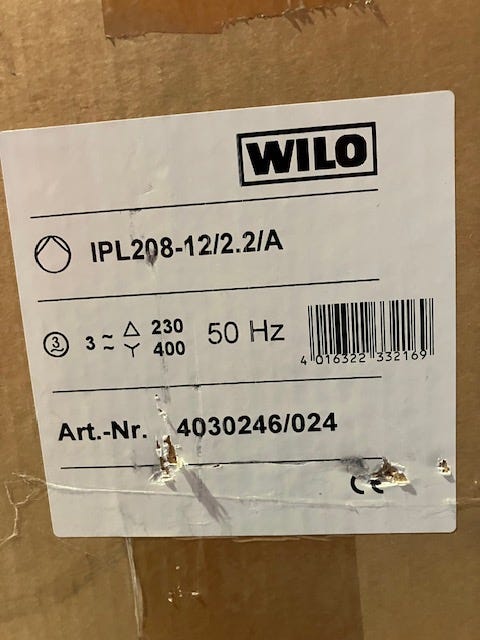 WILO
IPL208-12/2.2/A
3 3 ≈ △ 230 50 Hz
Y 400
4 016322 332169
Art.-Nr. 4030246/024
CE